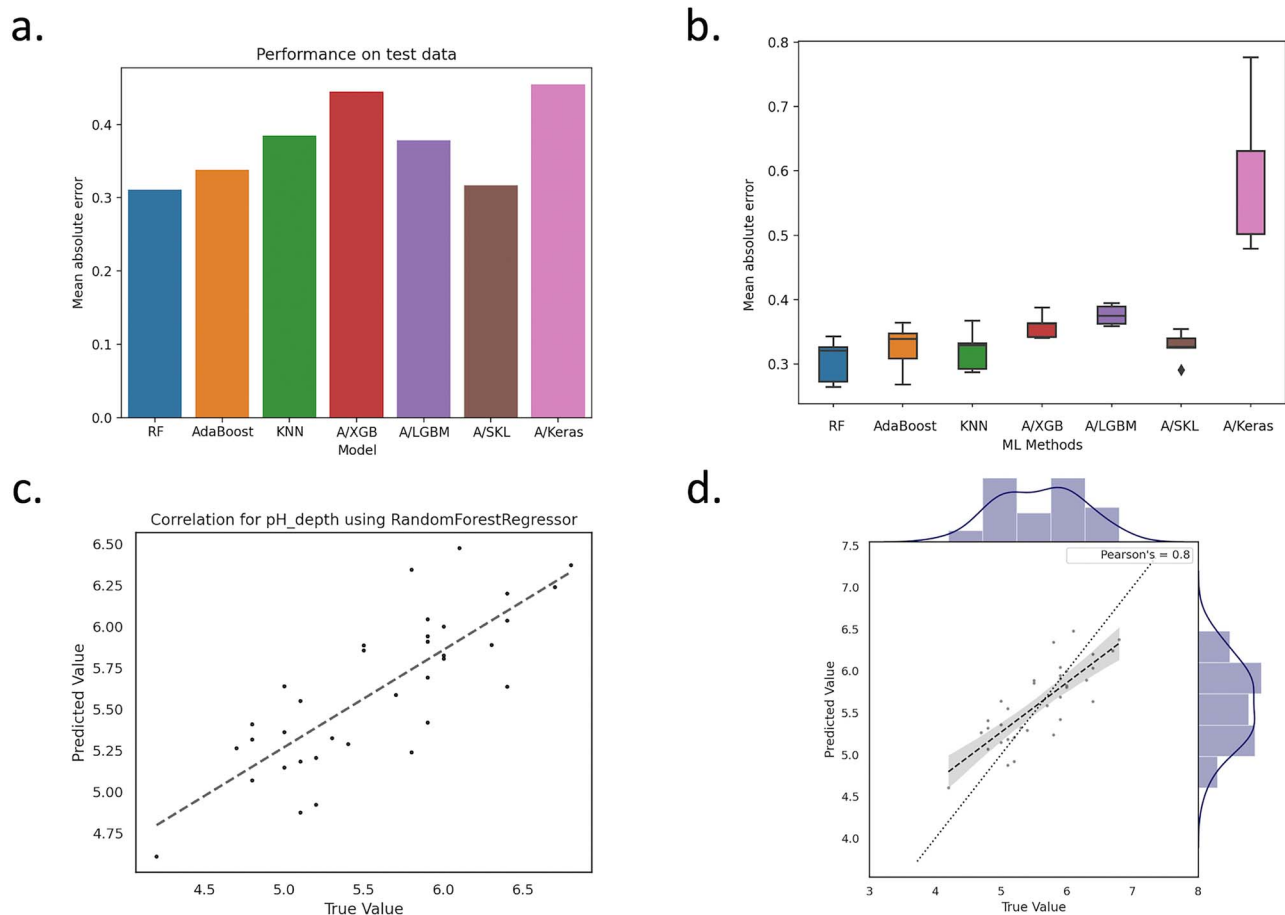 a.
Performance on test data
Mean absolute error
0.4
0.3
0.2
0.1
0.0
RF AdaBoost KNN A/XGB A/LGBM A/SKL A/Keras
Model
b.
Mean absolute error
0.8
0.7
0.6
0.5
0.4
0.3
RF AdaBoost KNN A/XGB A/LGBM A/SKL A/Keras
ML Methods
c.
Correlation for pH_depth using RandomForestRegressor
Predicted Value
6.50
6.25
6.00
5.75
5.50
5.25
5.00
4.75
4.5 5.0 5.5 6.0 6.5
True Value
d.
Pearson's = 0.8
Predicted Value
7.5
7.0
6.5
6.0
5.5
5.0
4.5
4.0
3 4 5 6 7 8
True Value